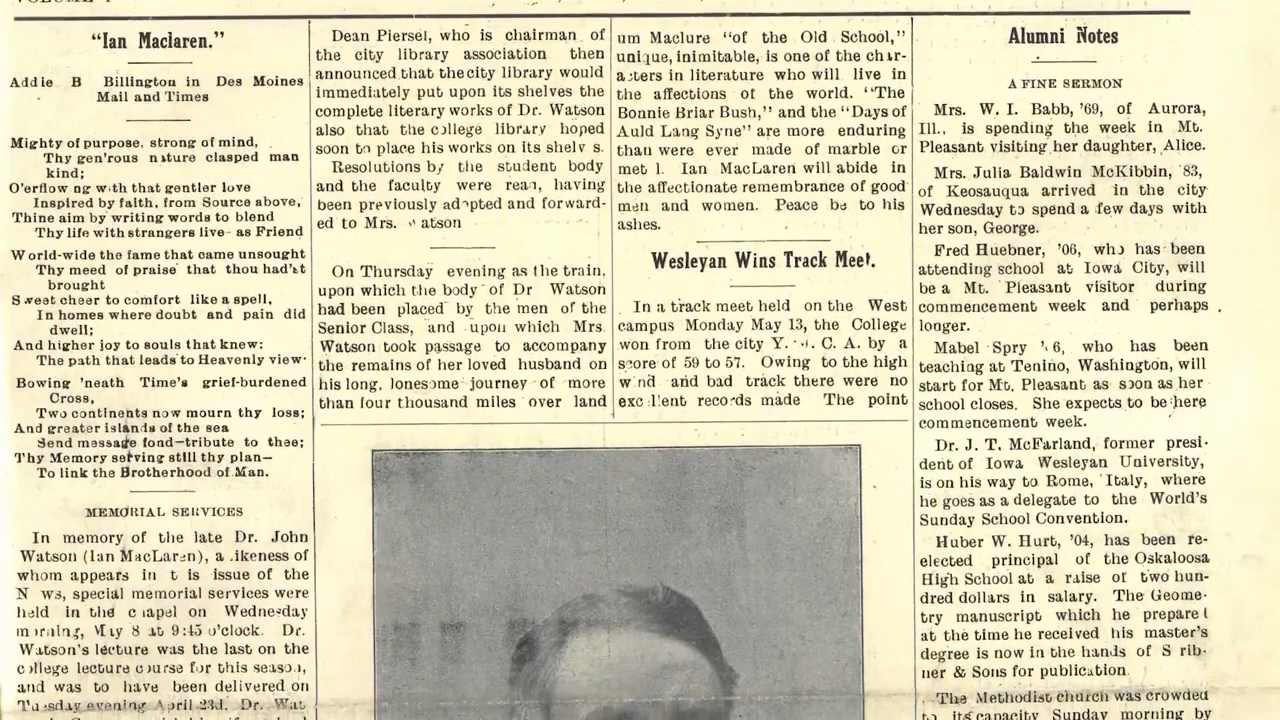 "Ian Maclaren."
Addie B Billington in Des Moines
Mail and Times
Mighty of purpose, strong of mind,
Thy gen'rous nature clasped man
kind;
O'erflow ng with that gentler love
Inspired by faith, from Source above,
Thine aim by writing words to blend
Thy life with strangers live- as Friend
World-wide the fame that came unsought
Thy meed of praise that thou had'st
brought
Sweet cheer to comfort like a spell,
In homes where doubt and pain did
dwell;
And higher joy to souls that knew:
The path that leads to Heavenly view·
Bowing 'neath Time's grief-burdened
Cross,
Two continents now mourn thy loss;
And greater islands of the sea
Send message fond—tribute to thee;
Thy Memory serving still thy plan—
To link the Brotherhood of Man.
MEMORIAL SERVICES
In memory of the late Dr. John
Watson (Ian MacLaren), a .ikeness of
whom appears in t is issue of the
N ws, special memorial services were
held in the c apel on Wednesday
morning, May 8 at 9:45 o'clock. Dr.
Watson's lecture was the last on the
college lecture course for this season,
and was to have been delivered on
Tuesday evening April 23d. Dr. Wat
Dean Piersel, who is chairman of
the city library association then
announced that the city library would
immediately put upon its shelves the
complete literary works of Dr. Watson
also that the college library hoped
soon to place his works on its shelv s.
Resolutions by the student body
and the faculty were read, having
been previously adopted and forward-
ed to Mrs. atson
On Thursday evening as the train,
upon which the body of Dr Watson
had been placed by the men of the
Senior Class, and upon which Mrs
Watson took passage to accompany
the remains of her loved husband on
his long, lonesome journey of more
than four thousand miles over land
um Maclure "of the Old School,"
unique, inimitable, is one of the char-
acters in literature who will live in
the affections of the world. "The
Bonnie Briar Bush," and the "Days of
Auld Lang Syne" are more enduring
than were ever made of marble or
met l. Ian MacLaren will abide in
the affectionate remembrance of good
men and women. Peace be to his
ashes.
Wesleyan Wins Track Meet.
In a track meet held on the West
campus Monday May 13, the College
won from the city Y. C. A. by a
score of 59 to 57. Owing to the high
wind and bad track there were no
excellent records made The point
Alumni Notes
A FINE SERMON
Mrs. W. I. Babb, '69, of Aurora,
Ill., is spending the week in Mt.
Pleasant visiting her daughter, Alice.
Mrs. Julia Baldwin McKibbin, '83,
of Keosauqua arrived in the city
Wednesday to spend a few days with
her son, George.
Fred Huebner, '06, who has been
attending school at Iowa City, will
be a Mt. Pleasant visitor during
commencement week and perhaps
longer.
Mabel Spry who has been
teaching at Tenino, Washington, will
start for Mt. Pleasant as soon as her
school closes. She expects to be here
commencement week.
Dr. J. T. McFarland, former presi-
dent of Iowa Wesleyan University,
is on his way to Rome, Italy, where
he goes as a delegate to the World's
Sunday School Convention.
Huber W. Hurt, '04, has been re-
elected principal of the Oskaloosa
High School at a raise of two hun-
dred dollars in salary. The Geome-
try manuscript which he prepared
at the time he received his master's
degree is now in the hands of S rib-
ner & Sons for publication.
The Methodist church was crowded
to its capacity Sunday morning by